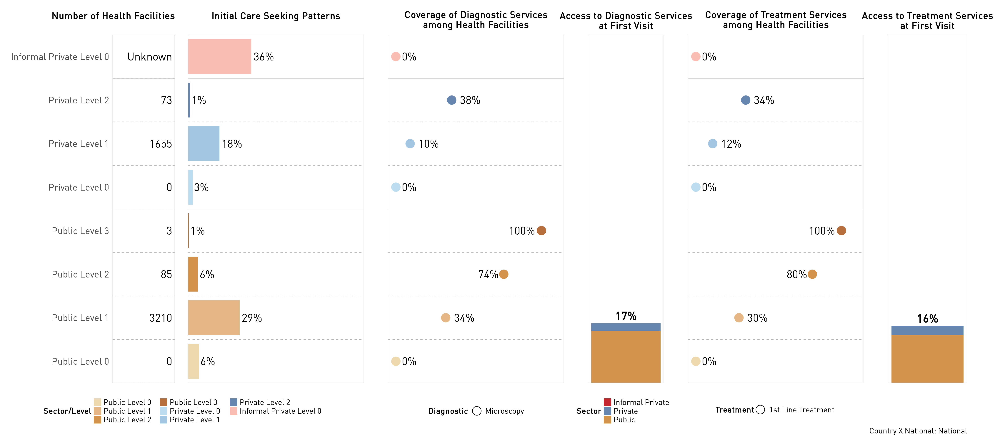 Number of Health Facilities
Initial Care Seeking Patterns
Coverage of Diagnostic Services
among Health Facilities
Access to Diagnostic Services
at First Visit
Coverage of Treatment Services
among Health Facilities
Access to Treatment Services
at First Visit
Informal Private Level 0 Unknown 36% 0% 0%
Private Level 2 73 1% 38% 34%
Private Level 1 1655 18% 10% 12%
Private Level 0 0 3% 0% 0%
Public Level 3 3 1% 100% 100%
Public Level 2 85 6% 74% 80%
Public Level 1 3210 29% 34% 17% 30% 16%
Public Level 0 0 6% 0% 0%
Sector/Level
Public Level 0
Public Level 1
Public Level 2
Public Level 3
Private Level 0
Private Level 1
Private Level 2
Informal Private Level 0
Diagnostic Microscopy
Sector
Informal Private
Private
Public
Treatment 1st.Line.Treatment
Country X National: National